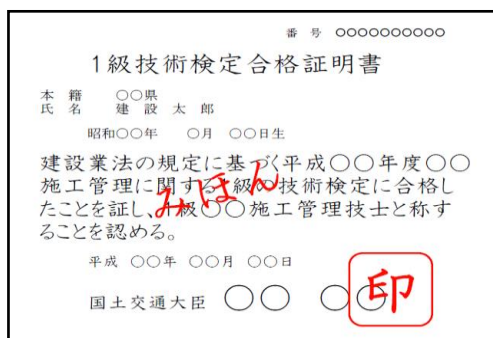 番 号 ○○○○○○○○○○
1級技術検定合格証明書
本 籍 ○○県
氏 名 建 設 太 郎
昭和○○年 ○月 ○○日生
建設業法の規定に基づく平成○○年度○○
施工管理に関する1級の技術検定に合格し
たことを証し、1級○○施工管理技士と称す
ることを認める。
みほん
平成 ○○年 ○○月 ○○日
国土交通大臣 ○○ ○○
印